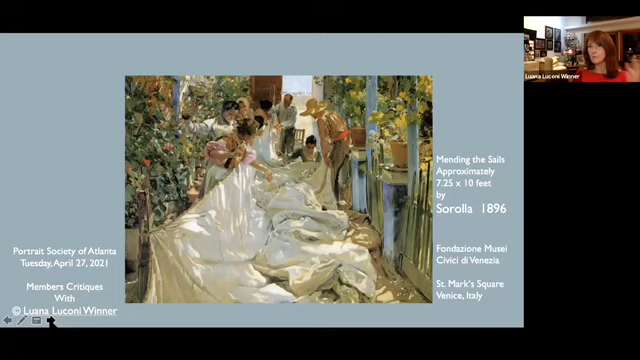 Luana Luconi Winner
Mending the Sails
Approximately
7.25 x 10 feet
by
Sorolla 1896
Fondazione Musei
Civici di Venezia
St. Mark's Square
Venice, Italy
Portrait Society of Atlanta
Tuesday, April 27, 2021
Members Critiques
With
© Luana Luconi Winner